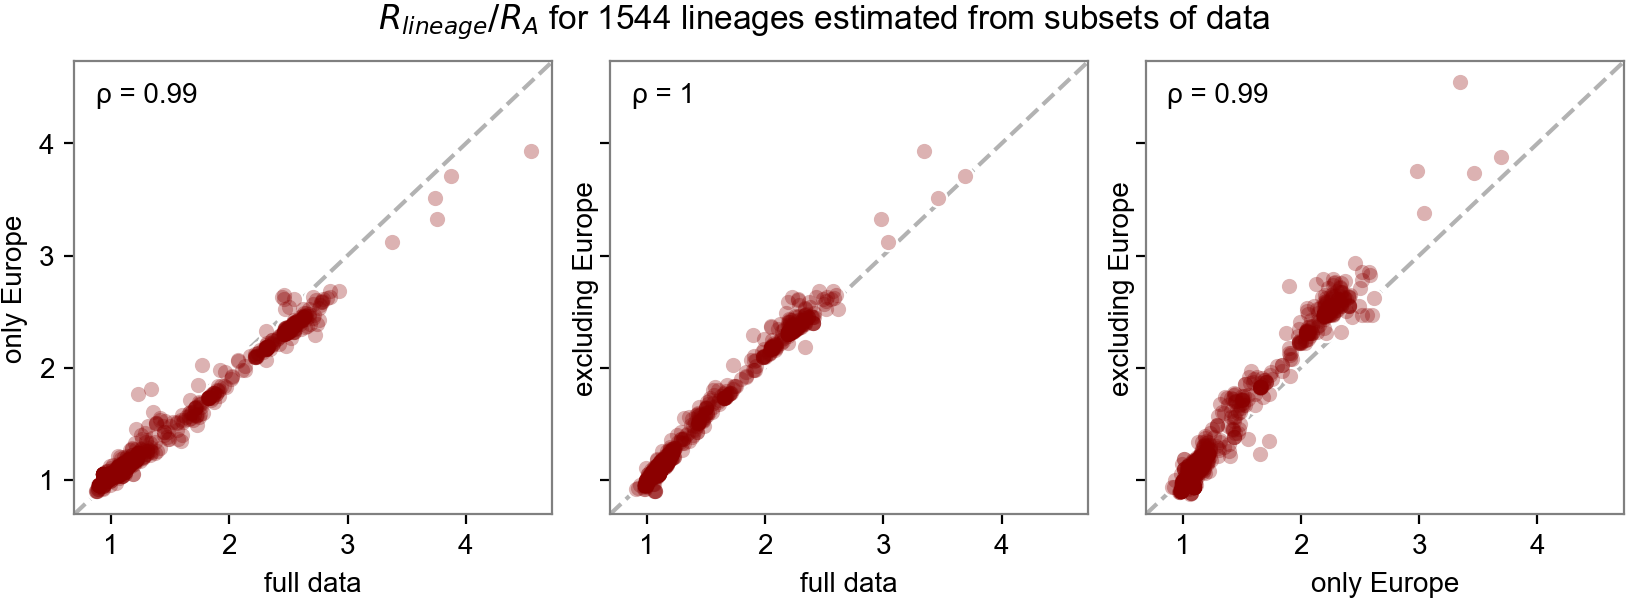 R_lineage/R_A for 1544 lineages estimated from subsets of data
ρ = 0.99
only Europe
4
3
2
1
1 2 3 4
full data
ρ = 1
excluding Europe
1 2 3 4
full data
ρ = 0.99
excluding Europe
1 2 3 4
only Europe